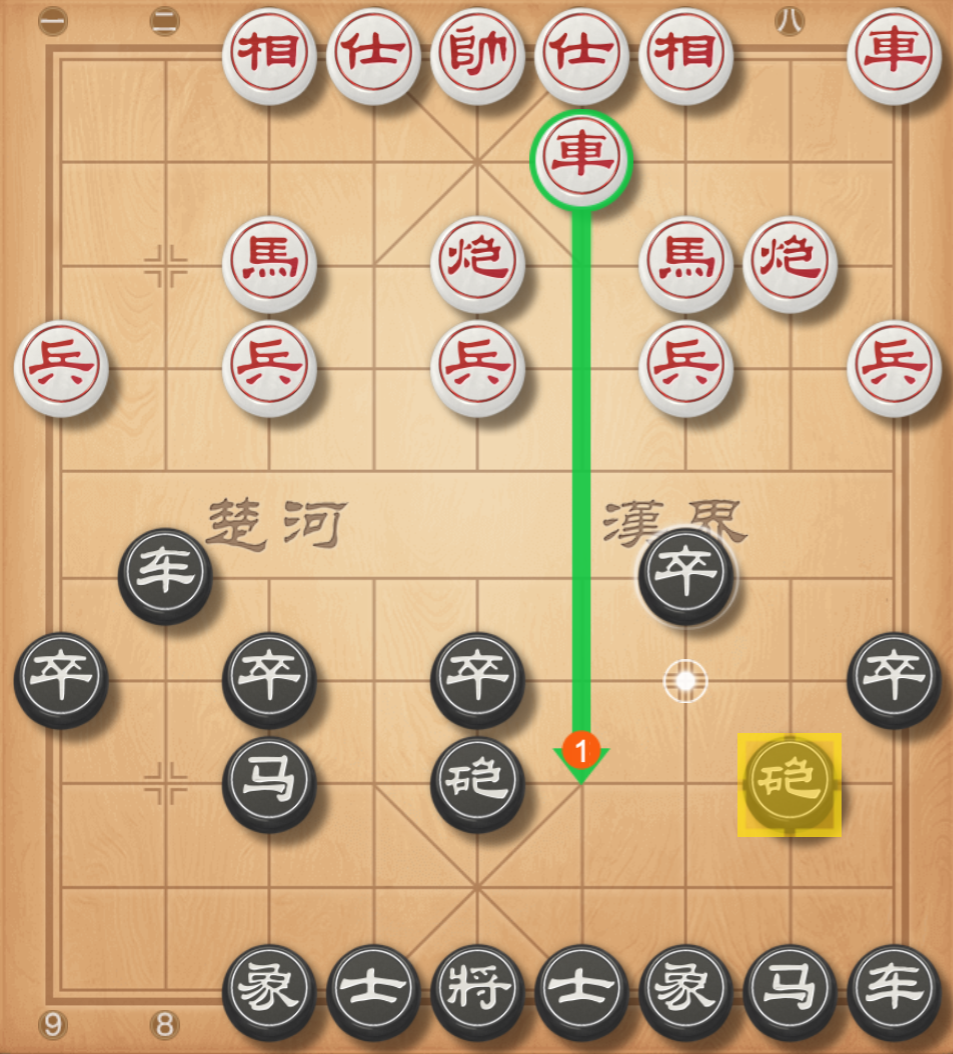 一 二 八
相 仕 帥 仕 相 車
車
馬 炮 馬 炮
兵 兵 兵 兵 兵
楚河 漢界
车 卒
卒 卒 卒 卒
1
马 砲 砲
象 士 将 士 象 马 车
9 8